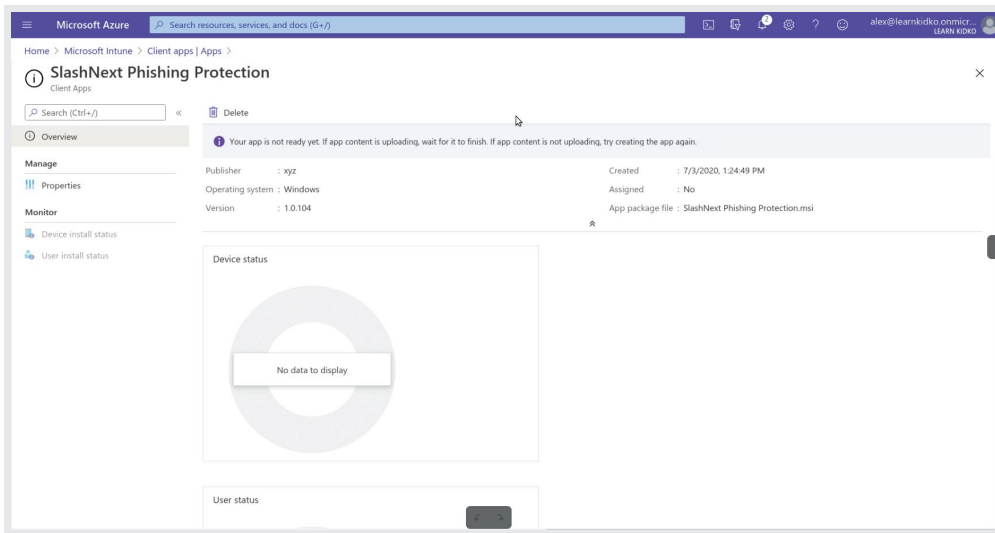 Microsoft Azure
Search resources, services, and docs (G+/)
2
alex@learnkidko.onmicr...
LEARN KIDKO
Home > Microsoft Intune > Client apps | Apps >
SlashNext Phishing Protection
Client Apps
Search (Ctrl+/)
Delete
Overview
Your app is not ready yet. If app content is uploading, wait for it to finish. If app content is not uploading, try creating the app again.
Manage
Properties
Monitor
Device install status
User install status
Publisher : xyz
Operating system : Windows
Version : 1.0.104
Created : 7/3/2020, 1:24:49 PM
Assigned : No
App package file : SlashNext Phishing Protection.msi
Device status
No data to display
User status